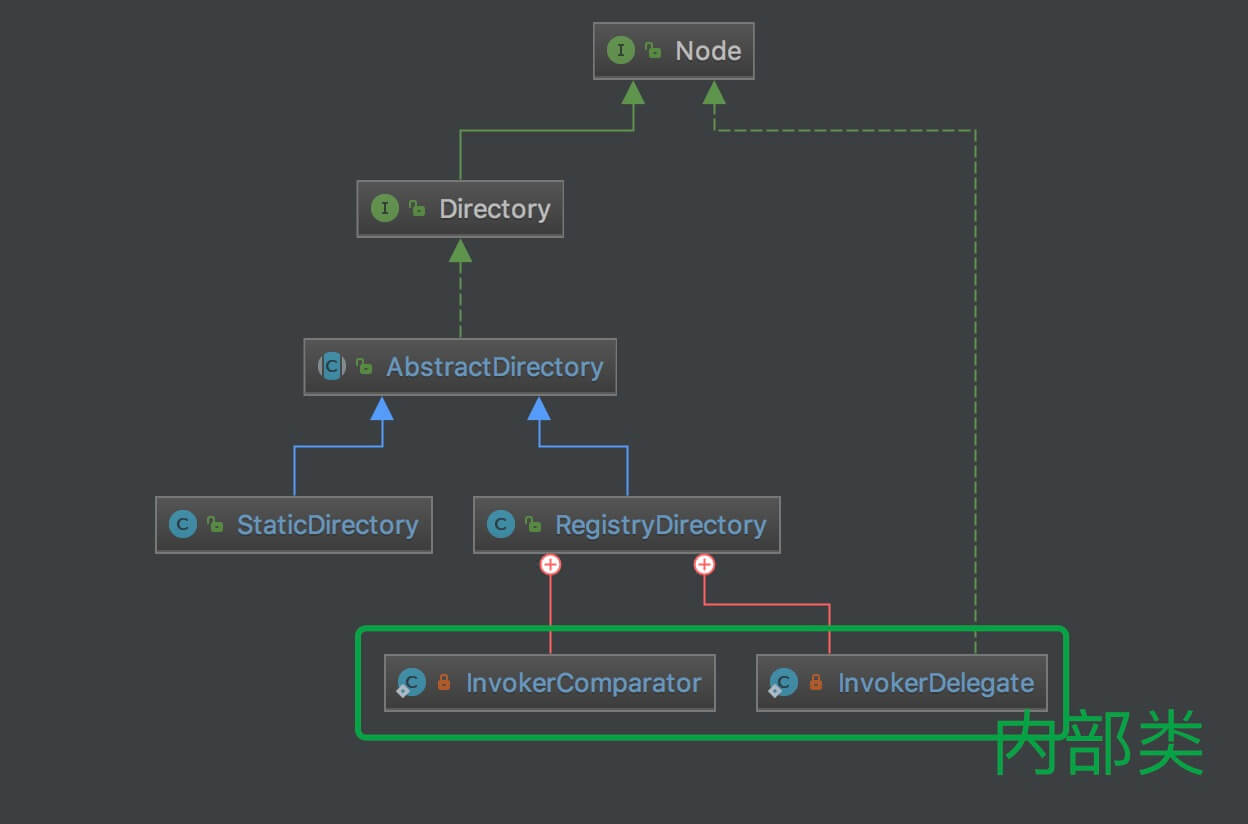 Node
Directory
AbstractDirectory
StaticDirectory
RegistryDirectory
InvokerComparator
InvokerDelegate
内部类